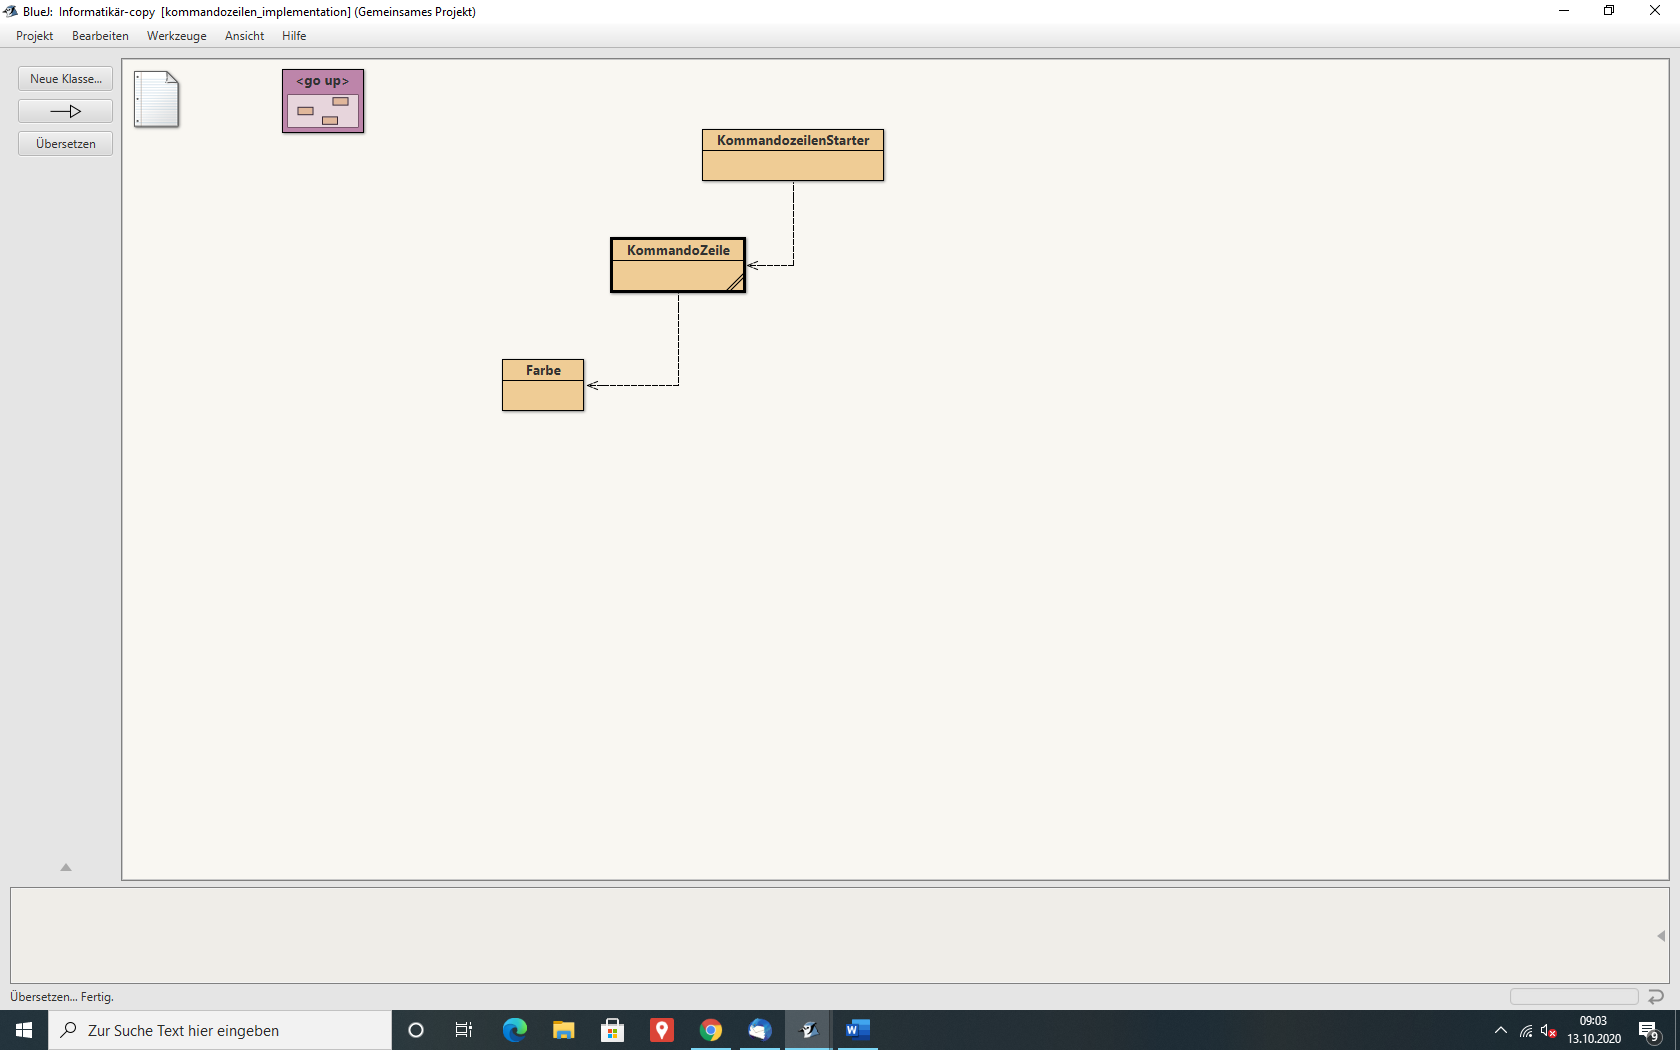 BlueJ:  Informatikär-copy  [kommandozeilen_implementation] (Gemeinsames Projekt)
Projekt Bearbeiten Werkzeuge Ansicht Hilfe
Neue Klasse...
Übersetzen
<go up>
KommandozeilenStarter
KommandoZeile
Farbe
Übersetzen... Fertig.
Zur Suche Text hier eingeben
W
09:03
13.10.2020
9